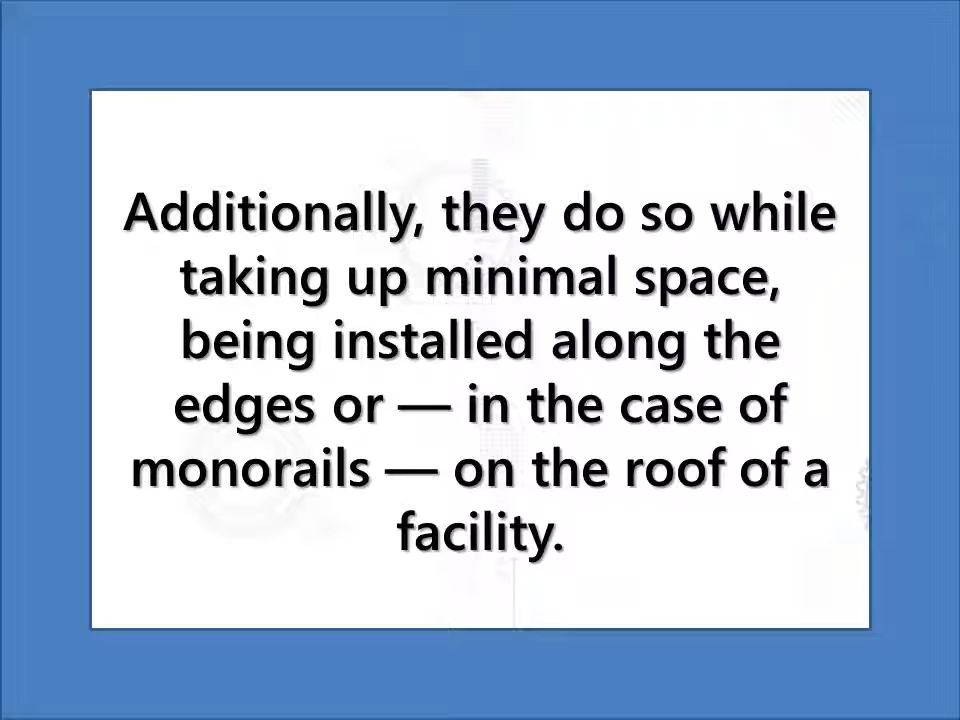 Additionally, they do so while
taking up minimal space,
being installed along the
edges or — in the case of
monorails — on the roof of a
facility.